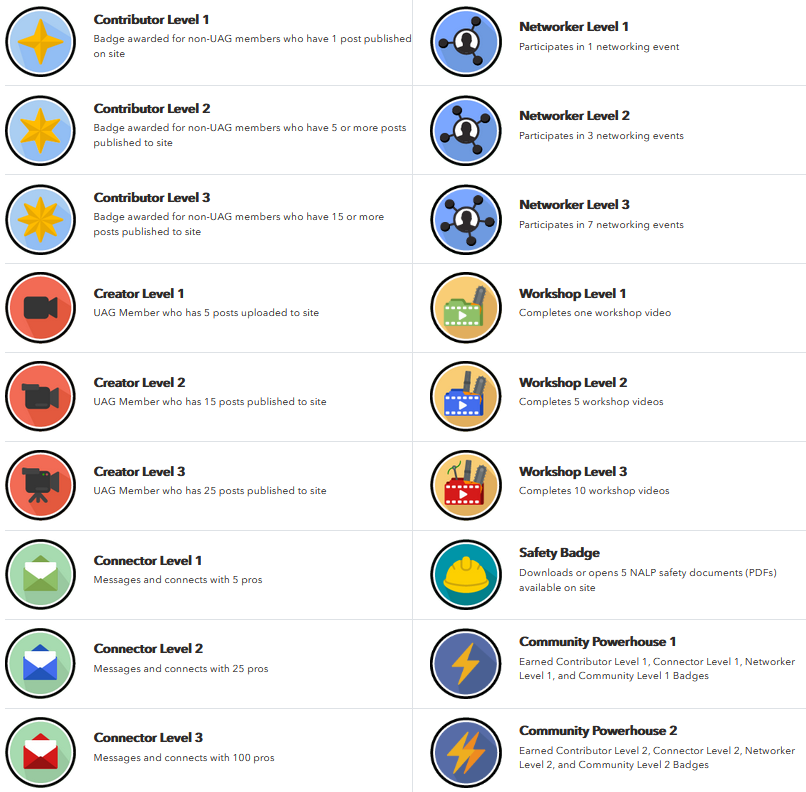 Contributor Level 1
Badge awarded for non-UAG members who have 1 post published
on site
Networker Level 1
Participates in 1 networking event
Contributor Level 2
Badge awarded for non-UAG members who have 5 or more posts
published to site
Networker Level 2
Participates in 3 networking events
Contributor Level 3
Badge awarded for non-UAG members who have 15 or more
posts published to site
Networker Level 3
Participates in 7 networking events
Creator Level 1
UAG Member who has 5 posts uploaded to site
Workshop Level 1
Completes one workshop video
Creator Level 2
UAG Member who has 15 posts published to site
Workshop Level 2
Completes 5 workshop videos
Creator Level 3
UAG Member who has 25 posts published to site
Workshop Level 3
Completes 10 workshop videos
Connector Level 1
Messages and connects with 5 pros
Safety Badge
Downloads or opens 5 NALP safety documents (PDFs)
available on site
Connector Level 2
Messages and connects with 25 pros
Community Powerhouse 1
Earned Contributor Level 1, Connector Level 1, Networker
Level 1, and Community Level 1 Badges
Connector Level 3
Messages and connects with 100 pros
Community Powerhouse 2
Earned Contributor Level 2, Connector Level 2, Networker
Level 2, and Community Level 2 Badges